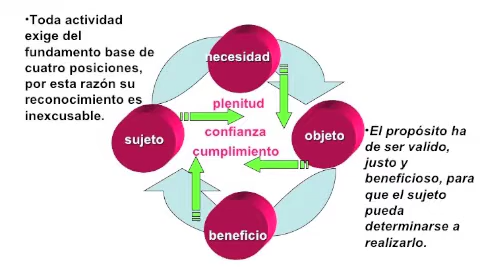 •Toda actividad
exige del
fundamento base de
cuatro posiciones,
por esta razón su
reconocimiento es
inexcusable.
necesidad
plenitud
confianza
cumplimiento
sujeto
objeto
beneficio
•El propósito ha
de ser valido,
justo y
beneficioso, para
que el sujeto
pueda
determinarse a
realizarlo.